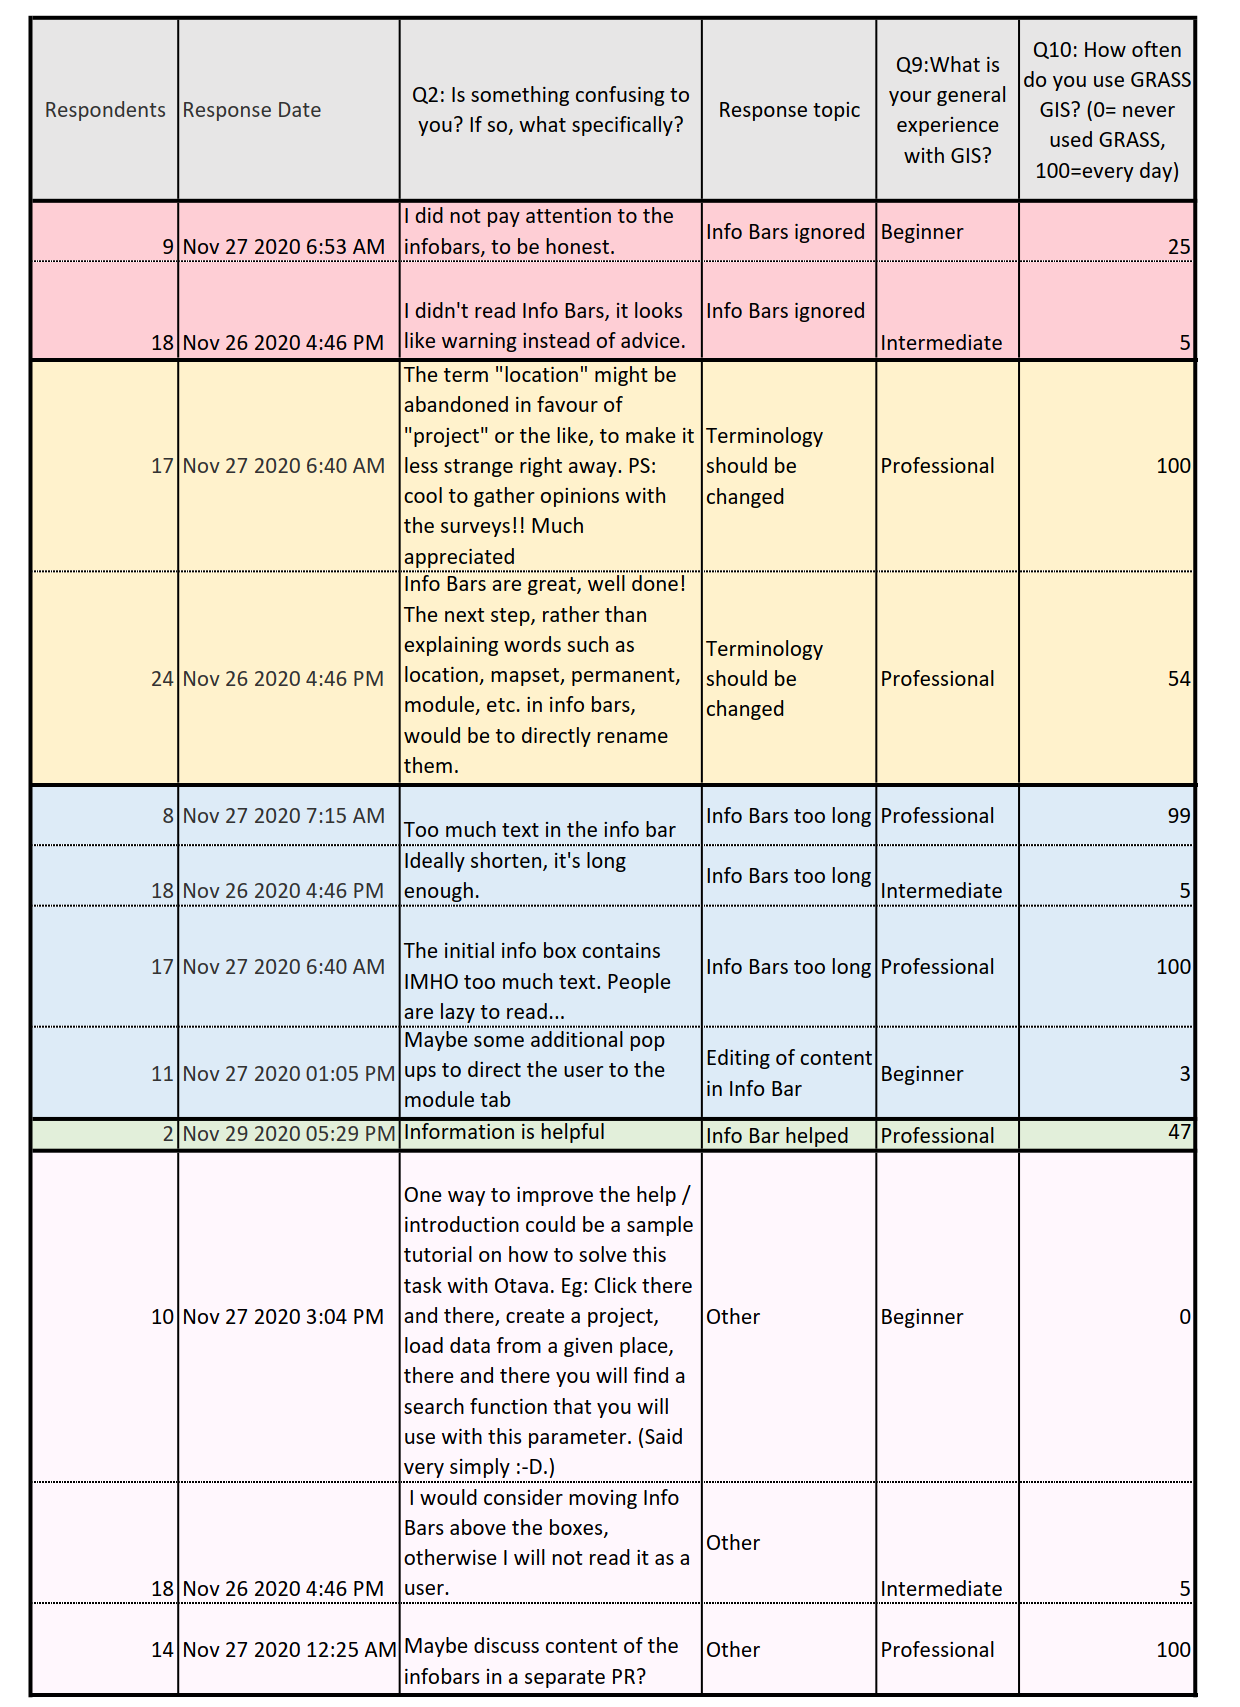 Respondents
Response Date
Q2: Is something confusing to
you? If so, what specifically?
Response topic
Q9:What is
your general
experience
with GIS?
Q10: How often
do you use GRASS
GIS? (0= never
used GRASS,
100=every day)
9
Nov 27 2020 6:53 AM
I did not pay attention to the
infobars, to be honest.
Info Bars ignored
Beginner
25
18
Nov 26 2020 4:46 PM
I didn't read Info Bars, it looks
like warning instead of advice.
Info Bars ignored
Intermediate
5
17
Nov 27 2020 6:40 AM
The term "location" might be
abandoned in favour of
"project" or the like, to make it
less strange right away. PS:
cool to gather opinions with
the surveys!! Much
appreciated
Terminology
should be
changed
Professional
100
24
Nov 26 2020 4:46 PM
Info Bars are great, well done!
The next step, rather than
explaining words such as
location, mapset, permanent,
module, etc. in info bars,
would be to directly rename
them.
Terminology
should be
changed
Professional
54
8
Nov 27 2020 7:15 AM
Too much text in the info bar
Info Bars too long
Professional
99
18
Nov 26 2020 4:46 PM
Ideally shorten, it's long
enough.
Info Bars too long
Intermediate
5
17
Nov 27 2020 6:40 AM
The initial info box contains
IMHO too much text. People
are lazy to read...
Info Bars too long
Professional
100
11
Nov 27 2020 01:05 PM
Maybe some additional pop
ups to direct the user to the
module tab
Editing of content
in Info Bar
Beginner
3
2
Nov 29 2020 05:29 PM
Information is helpful
Info Bar helped
Professional
47
10
Nov 27 2020 3:04 PM
One way to improve the help /
introduction could be a sample
tutorial on how to solve this
task with Otava. Eg: Click there
and there, create a project,
load data from a given place,
there and there you will find a
search function that you will
use with this parameter. (Said
very simply :-D.)
Other
Beginner
0
18
Nov 26 2020 4:46 PM
I would consider moving Info
Bars above the boxes,
otherwise I will not read it as a
user.
Other
Intermediate
5
14
Nov 27 2020 12:25 AM
Maybe discuss content of the
infobars in a separate PR?
Other
Professional
100